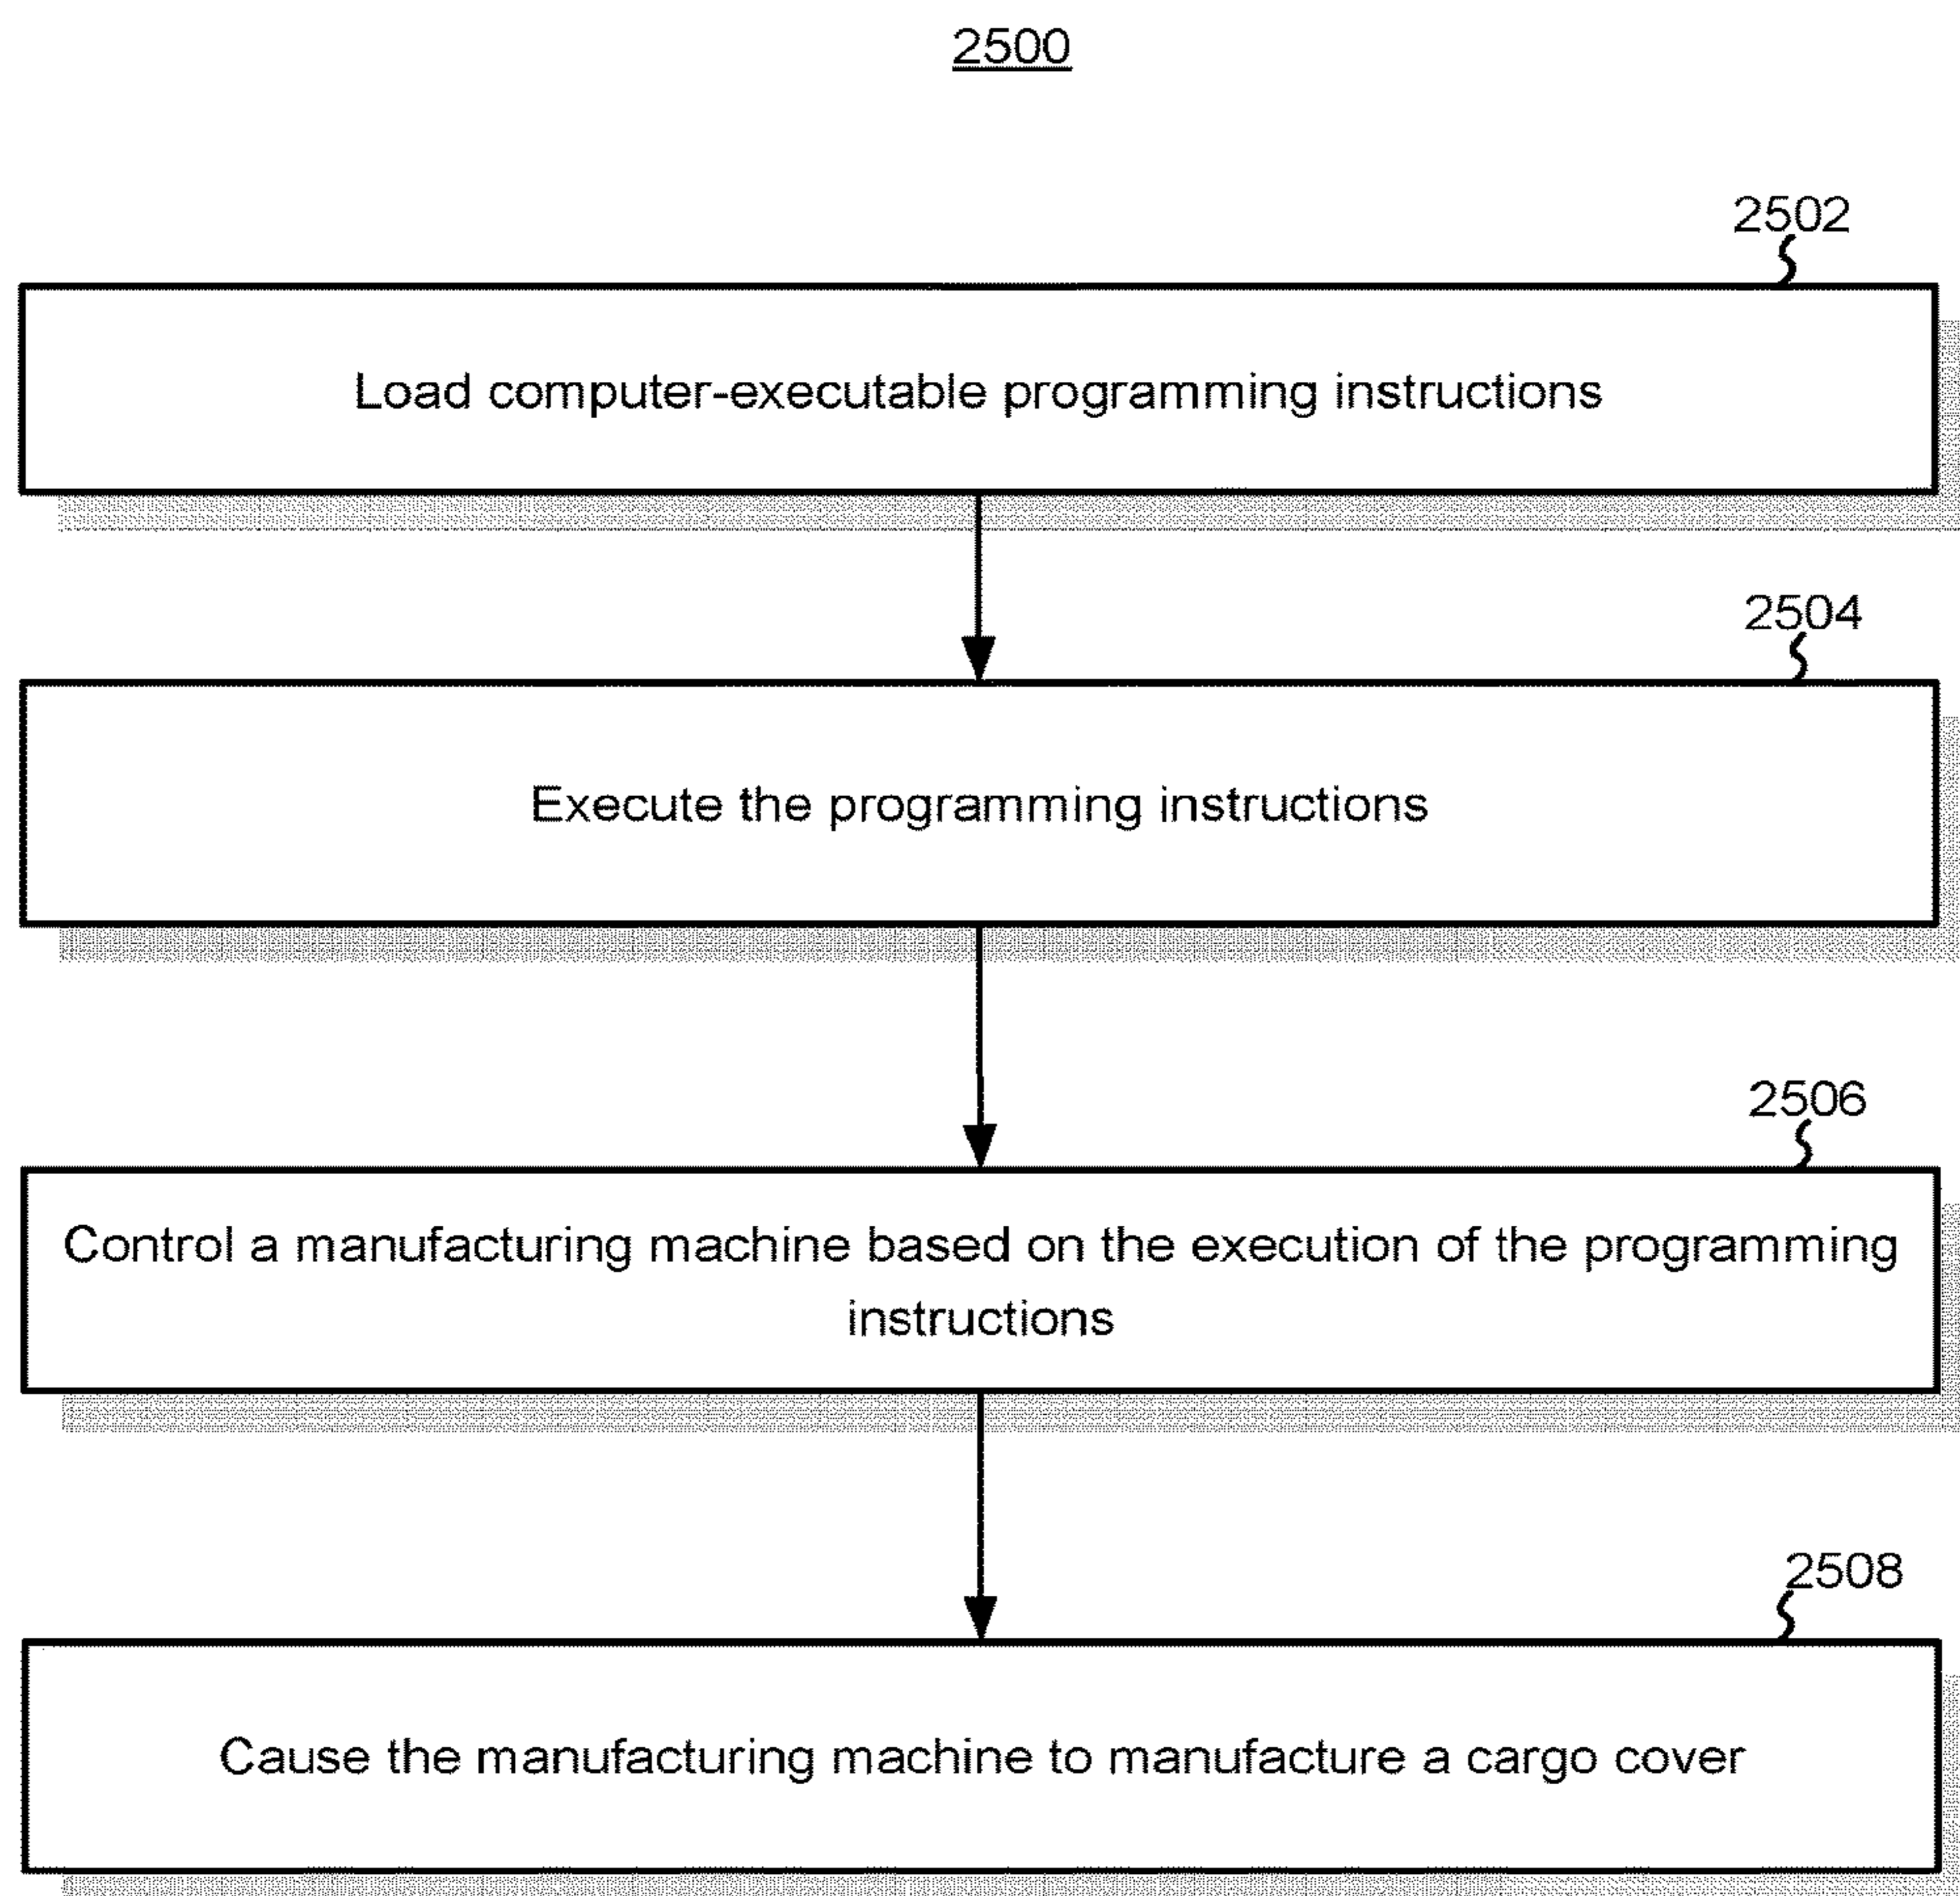 2500
2502
Load computer-executable programming instructions
2504
Execute the programming instructions
2506
Control a manufacturing machine based on the execution of the programming
instructions
2508
Cause the manufacturing machine to manufacture a cargo cover